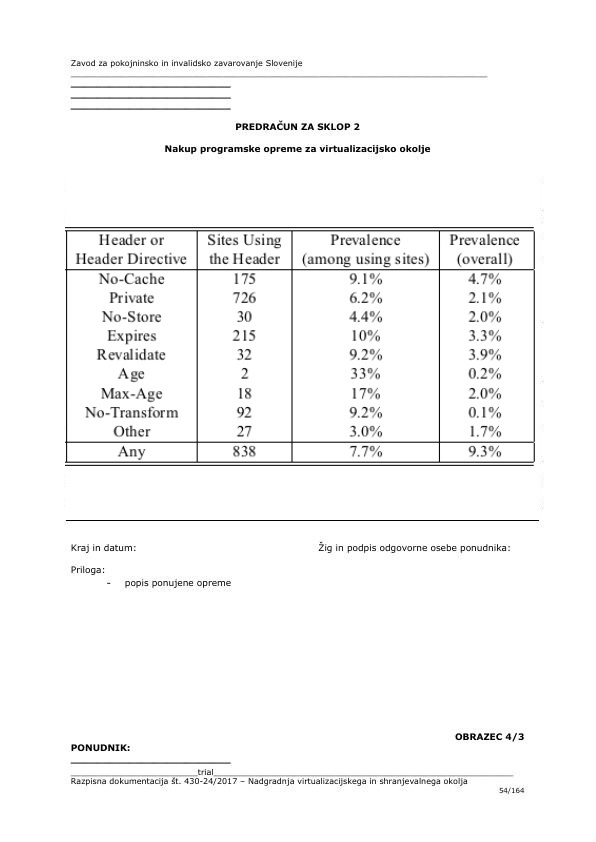 Zavod za pokojninsko in invalidsko zavarovanje Slovenije
PREDRAČUN ZA SKLOP 2
Nakup programske opreme za virtualizacijsko okolje
Header or Header Directive | Sites Using the Header | Prevalence (among using sites) | Prevalence (overall)
No-Cache 175 9.1% 4.7%
Private 726 6.2% 2.1%
No-Store 30 4.4% 2.0%
Expires 215 10% 3.3%
Revalidate 32 9.2% 3.9%
Age 2 33% 0.2%
Max-Age 18 17% 2.0%
No-Transform 92 9.2% 0.1%
Other 27 3.0% 1.7%
Any 838 7.7% 9.3%
Kraj in datum: Žig in podpis odgovorne osebe ponudnika:
Priloga:
- popis ponujene opreme
OBRAZEC 4/3
PONUDNIK:
trial
Razpisna dokumentacija št. 430-24/2017 – Nadgradnja virtualizacijskega in shranjevalnega okolja
54/164